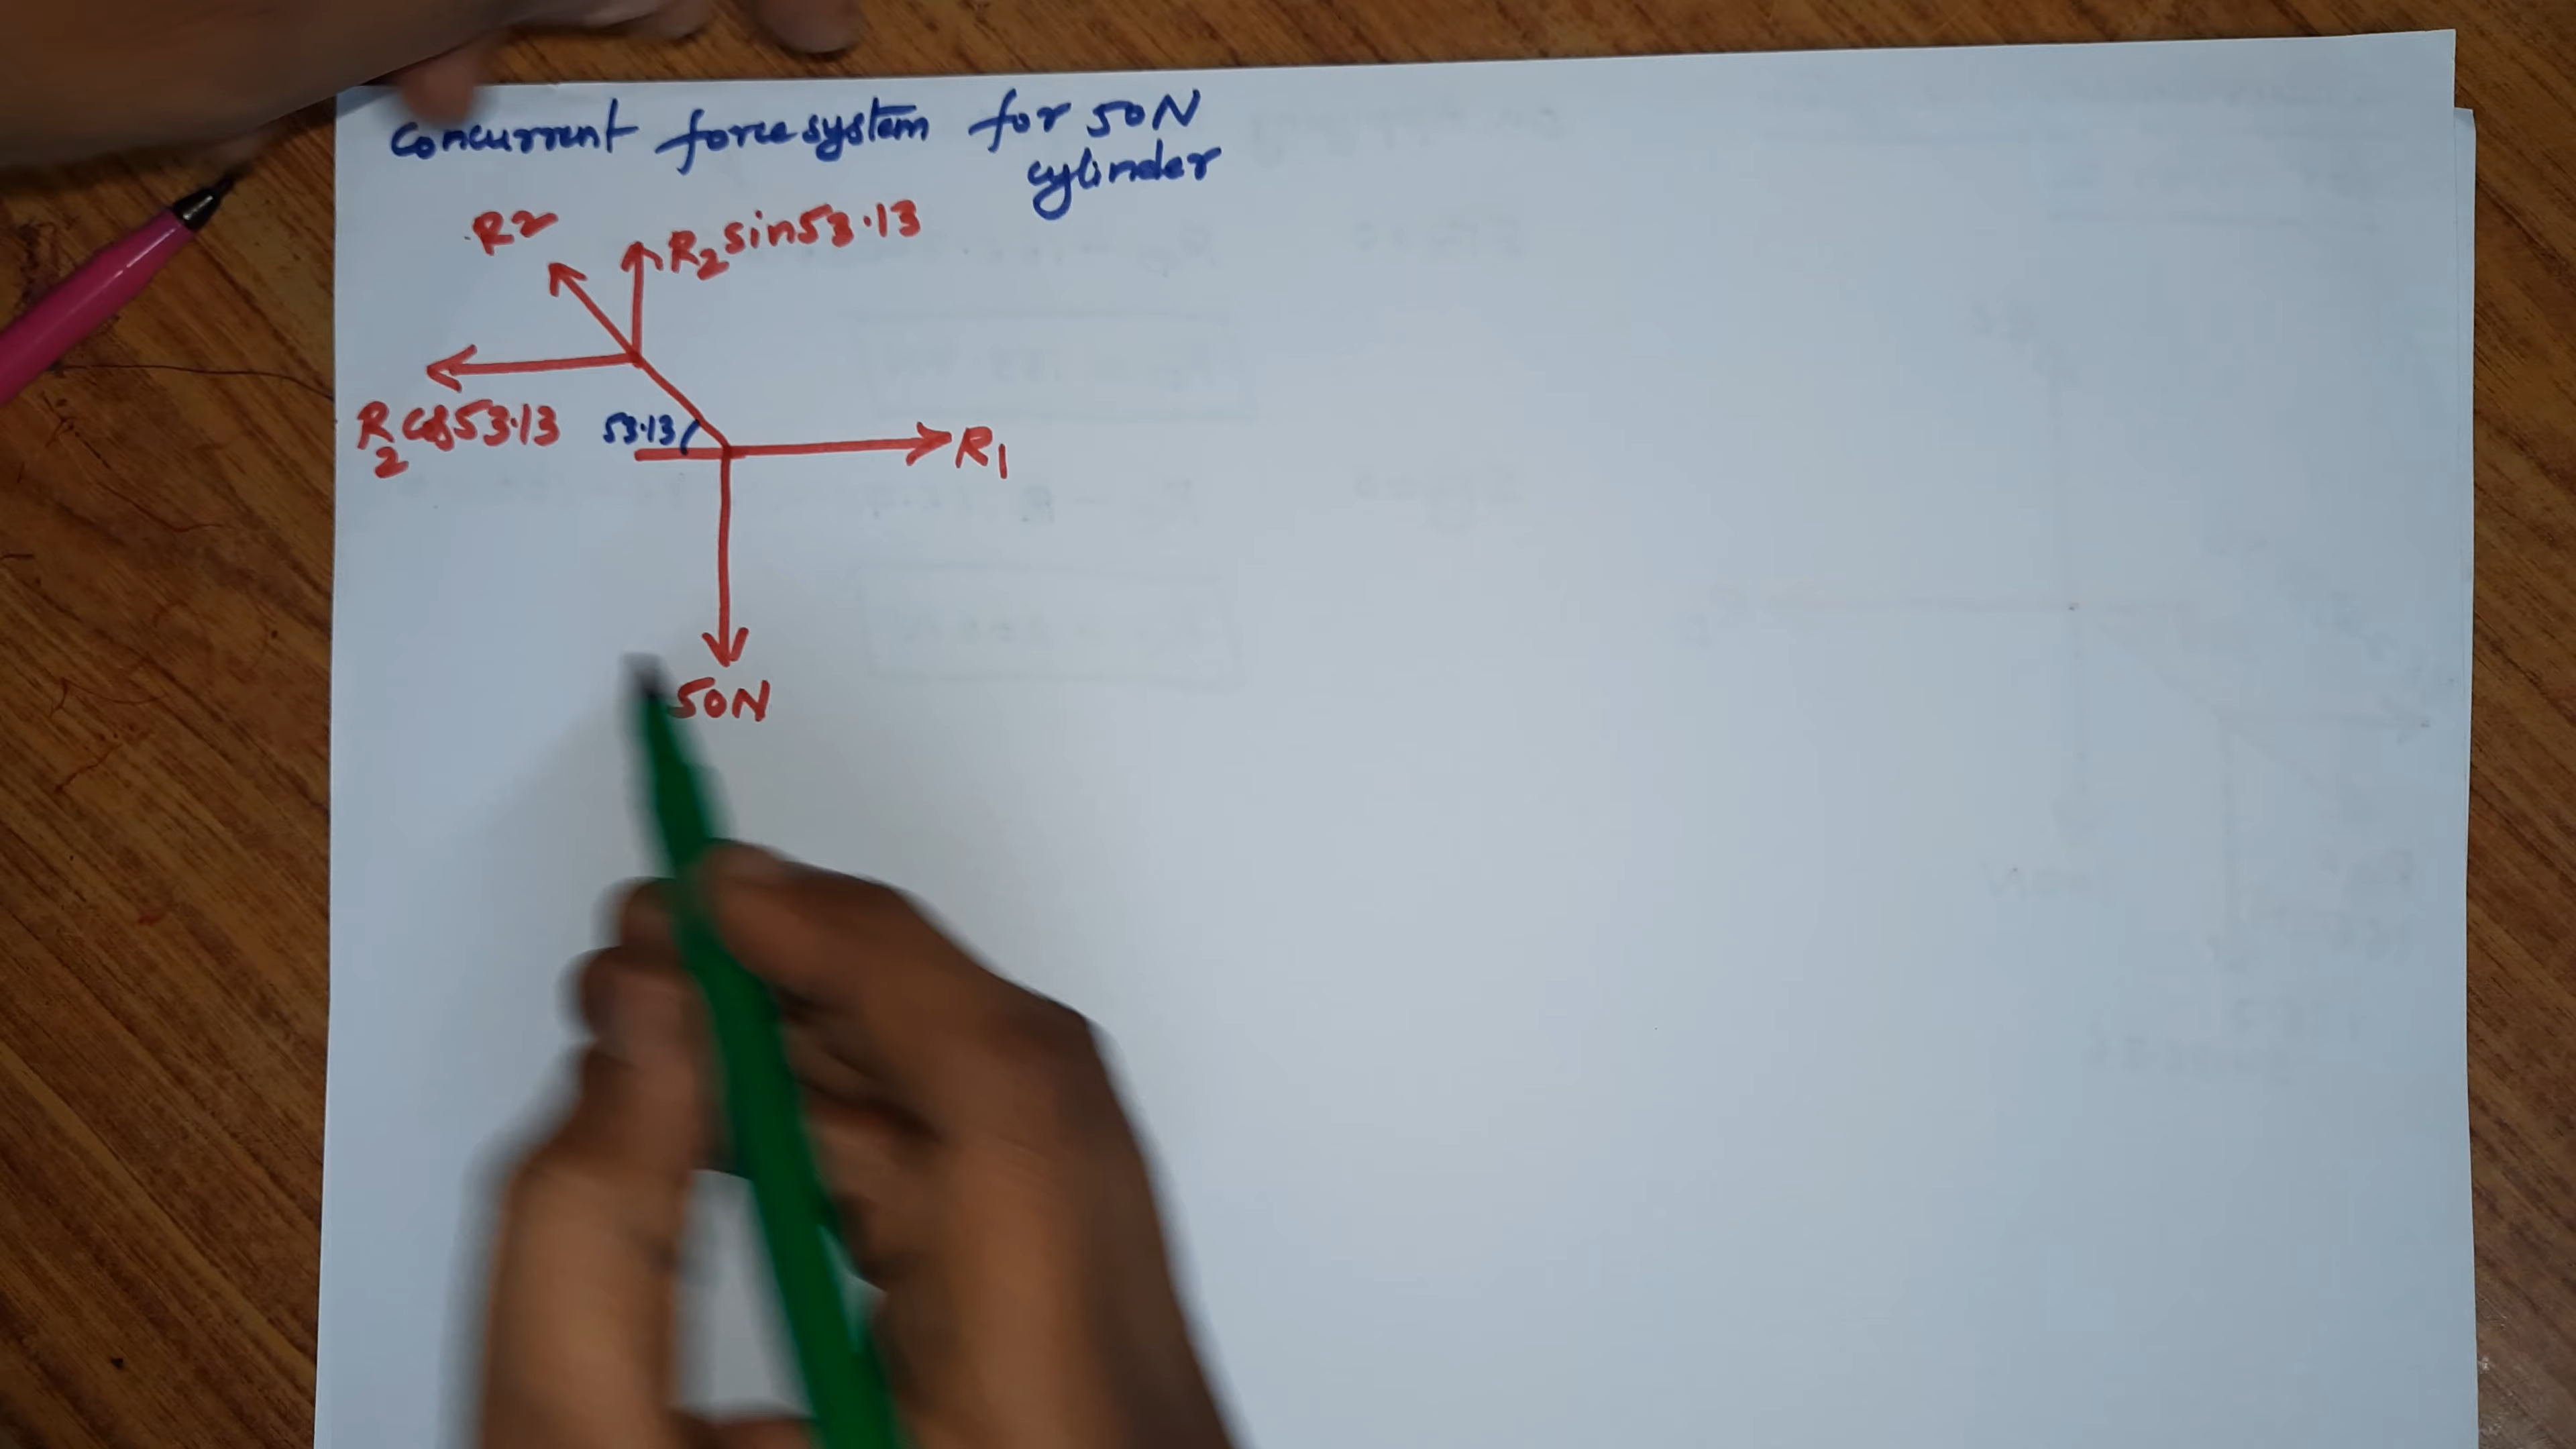 concurrent force system for 50N
cylinder
R2
R2 sin53.13
R2 cos53.13
53.13
R1
50N